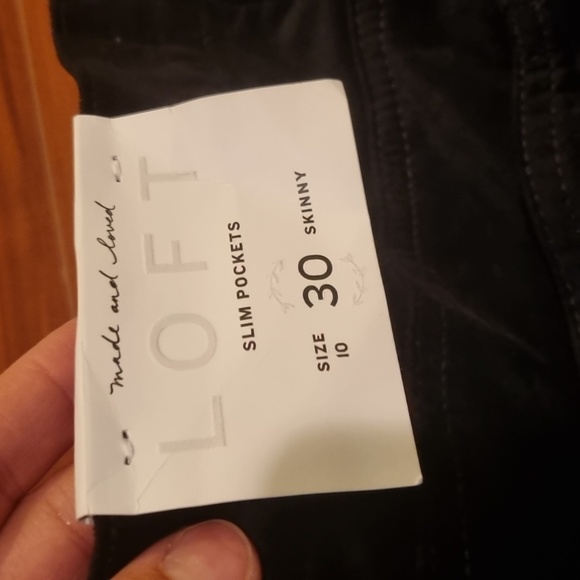 made and loved
LOFT
SLIM POCKETS
SIZE 30 SKINNY
10